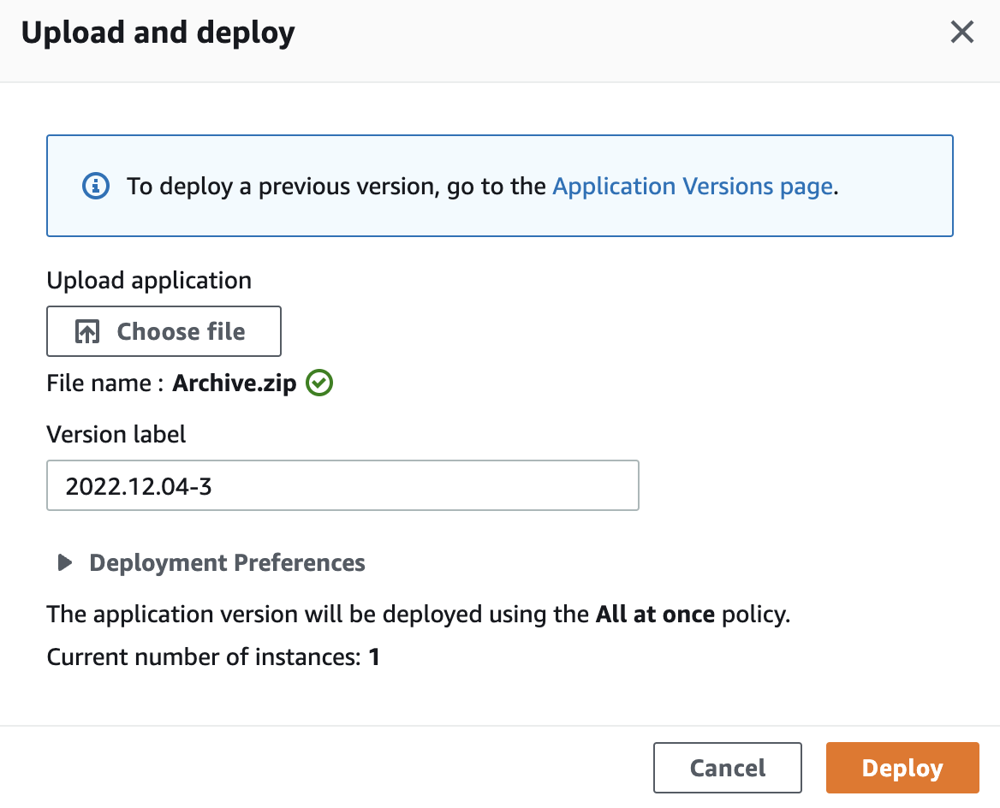 Upload and deploy
To deploy a previous version, go to the Application Versions page.
Upload application
Choose file
File name : Archive.zip
Version label
2022.12.04-3
Deployment Preferences
The application version will be deployed using the All at once policy.
Current number of instances: 1
Cancel
Deploy